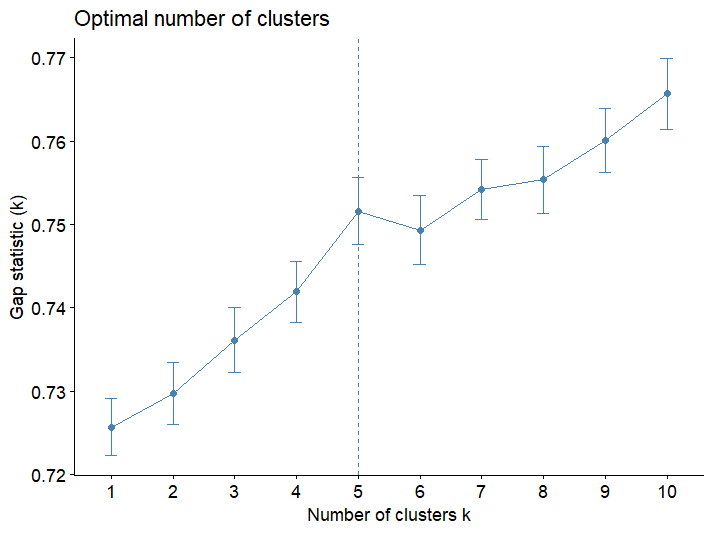 Optimal number of clusters
Gap statistic (k)
0.77
0.76
0.75
0.74
0.73
0.72
1 2 3 4 5 6 7 8 9 10
Number of clusters k